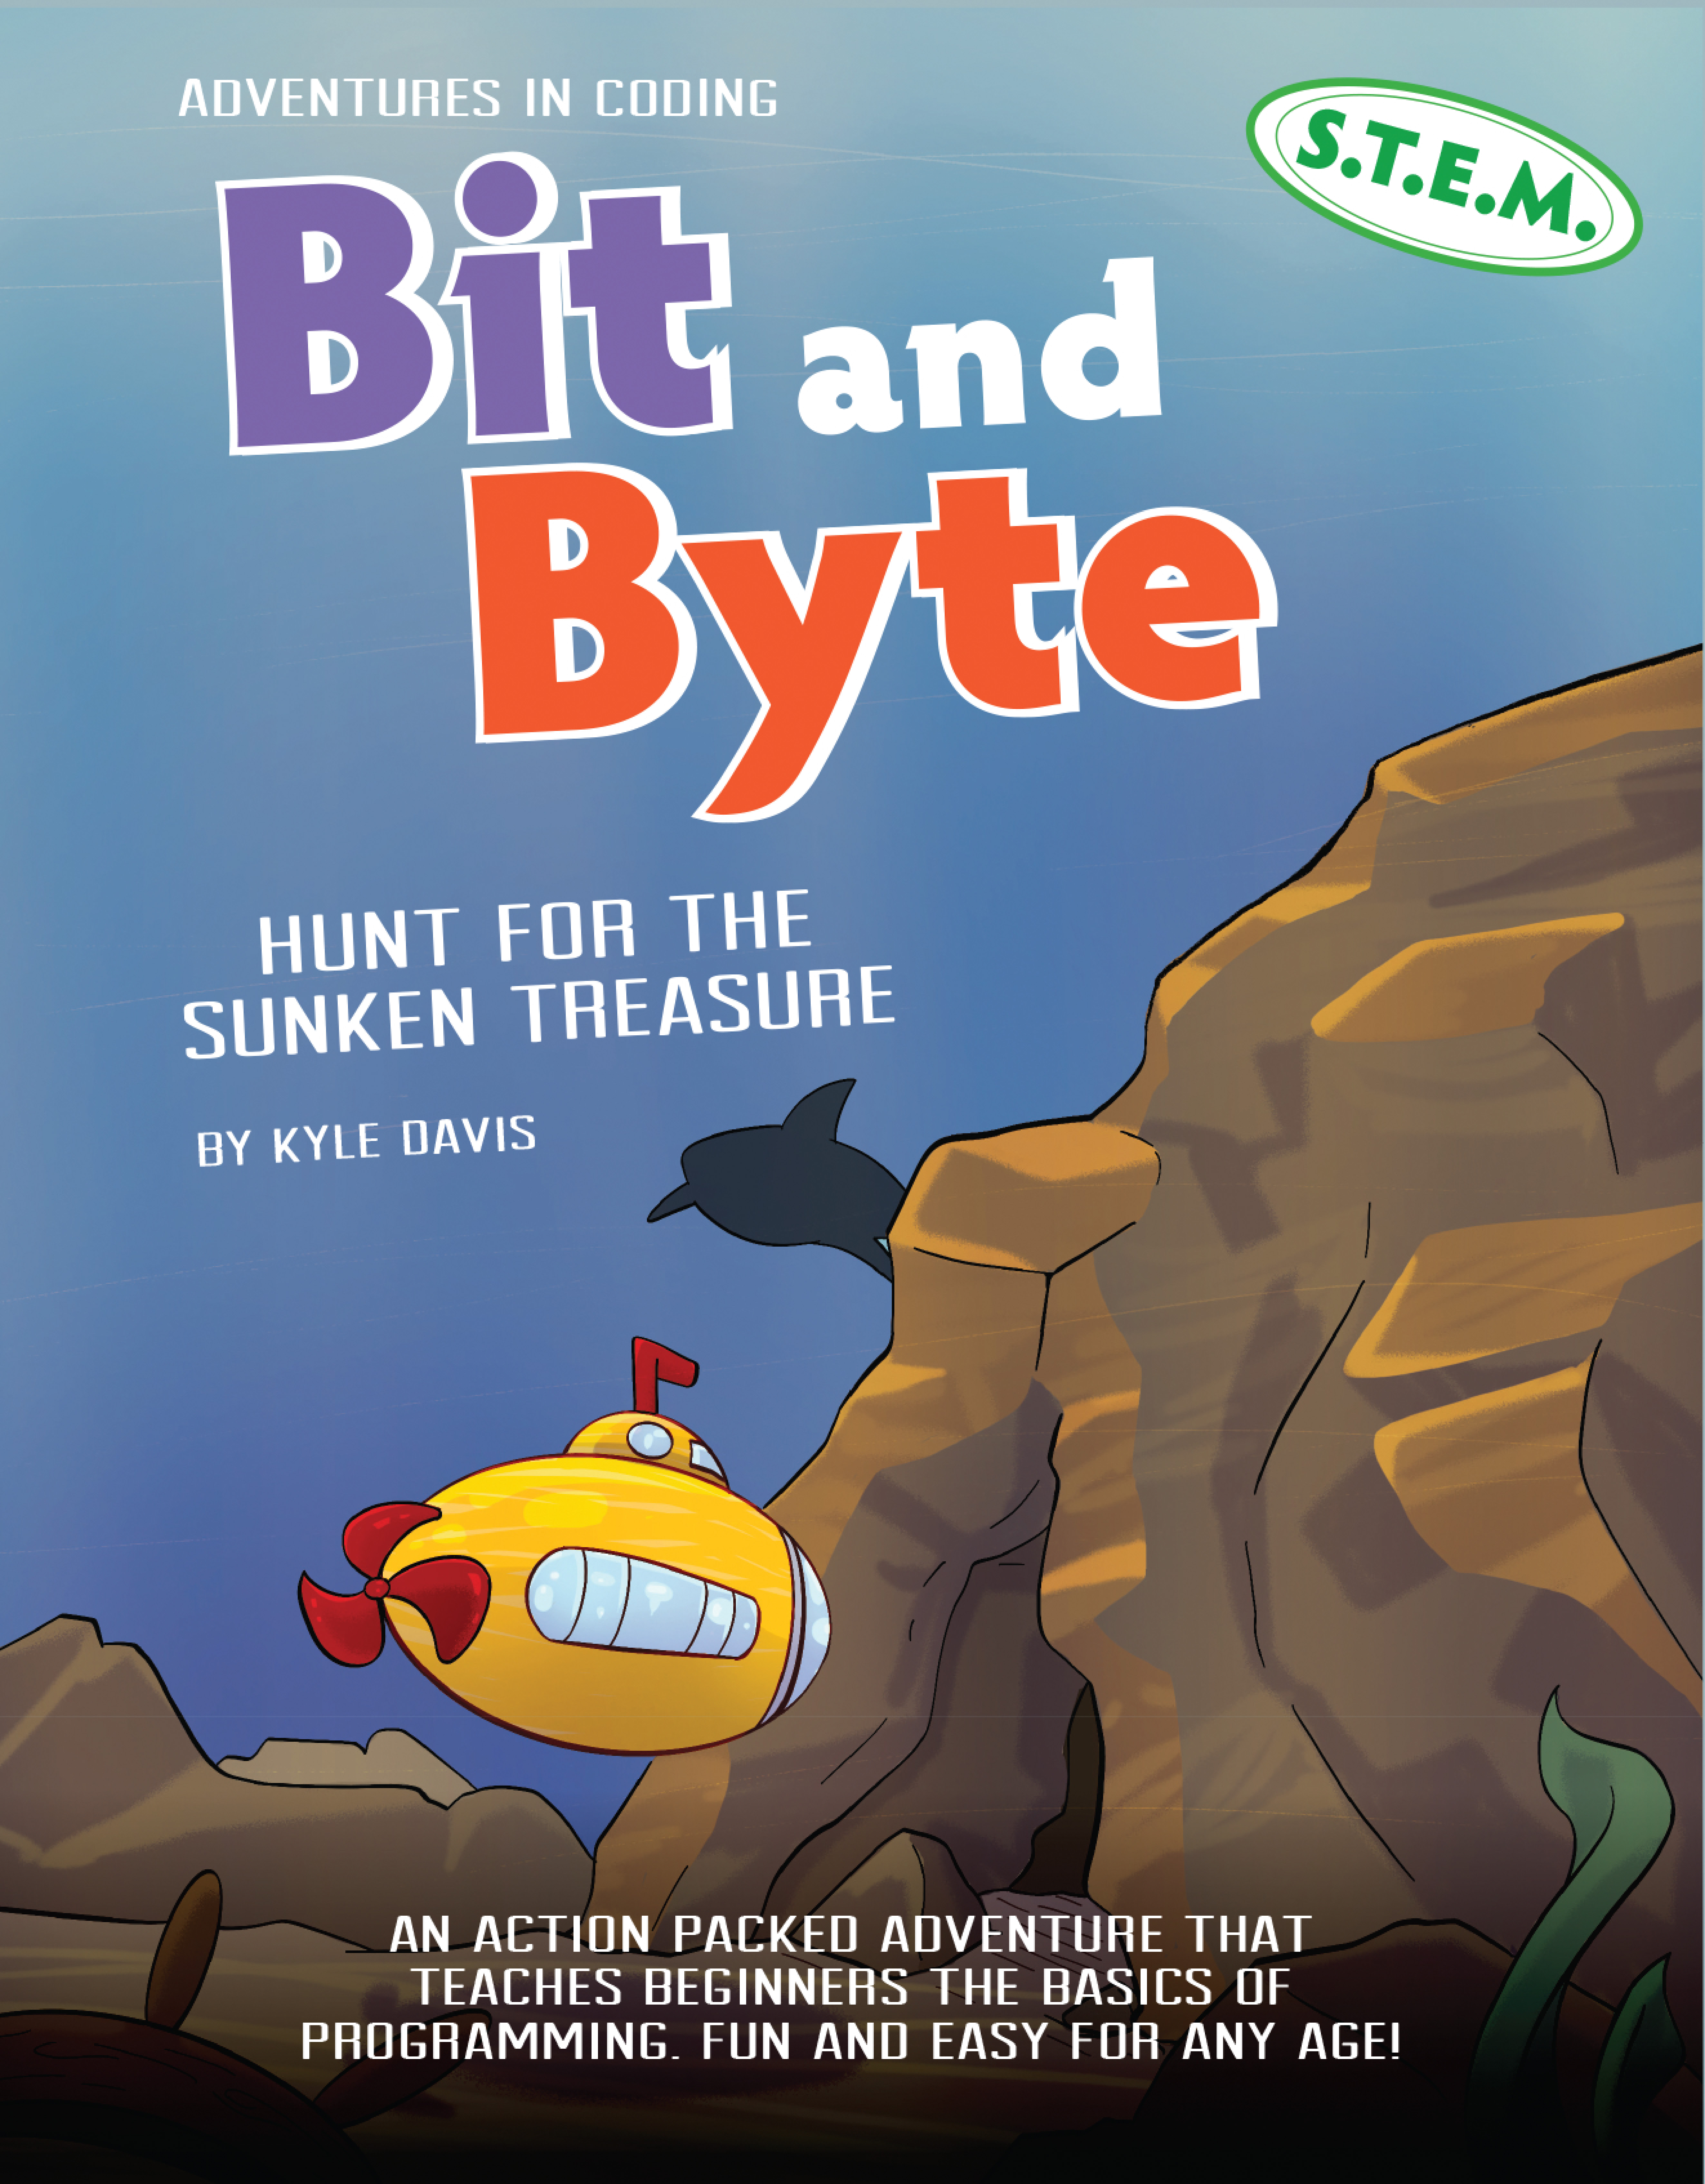 ADVENTURES IN CODING
S.T.E.M.
Bit and
Byte
HUNT FOR THE
SUNKEN TREASURE
BY KYLE DAVIS
AN ACTION PACKED ADVENTURE THAT
TEACHES BEGINNERS THE BASICS OF
PROGRAMMING. FUN AND EASY FOR ANY AGE!